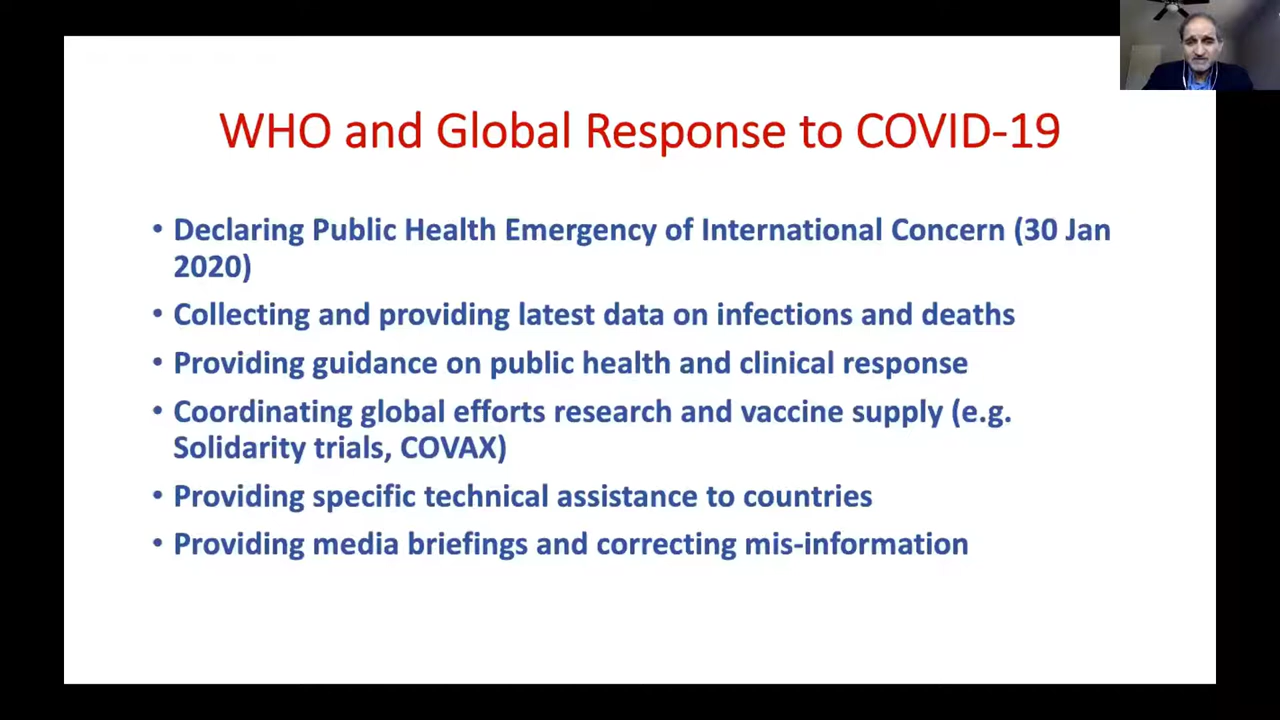 WHO and Global Response to COVID-19
• Declaring Public Health Emergency of International Concern (30 Jan
2020)
• Collecting and providing latest data on infections and deaths
• Providing guidance on public health and clinical response
• Coordinating global efforts research and vaccine supply (e.g.
Solidarity trials, COVAX)
• Providing specific technical assistance to countries
• Providing media briefings and correcting mis-information